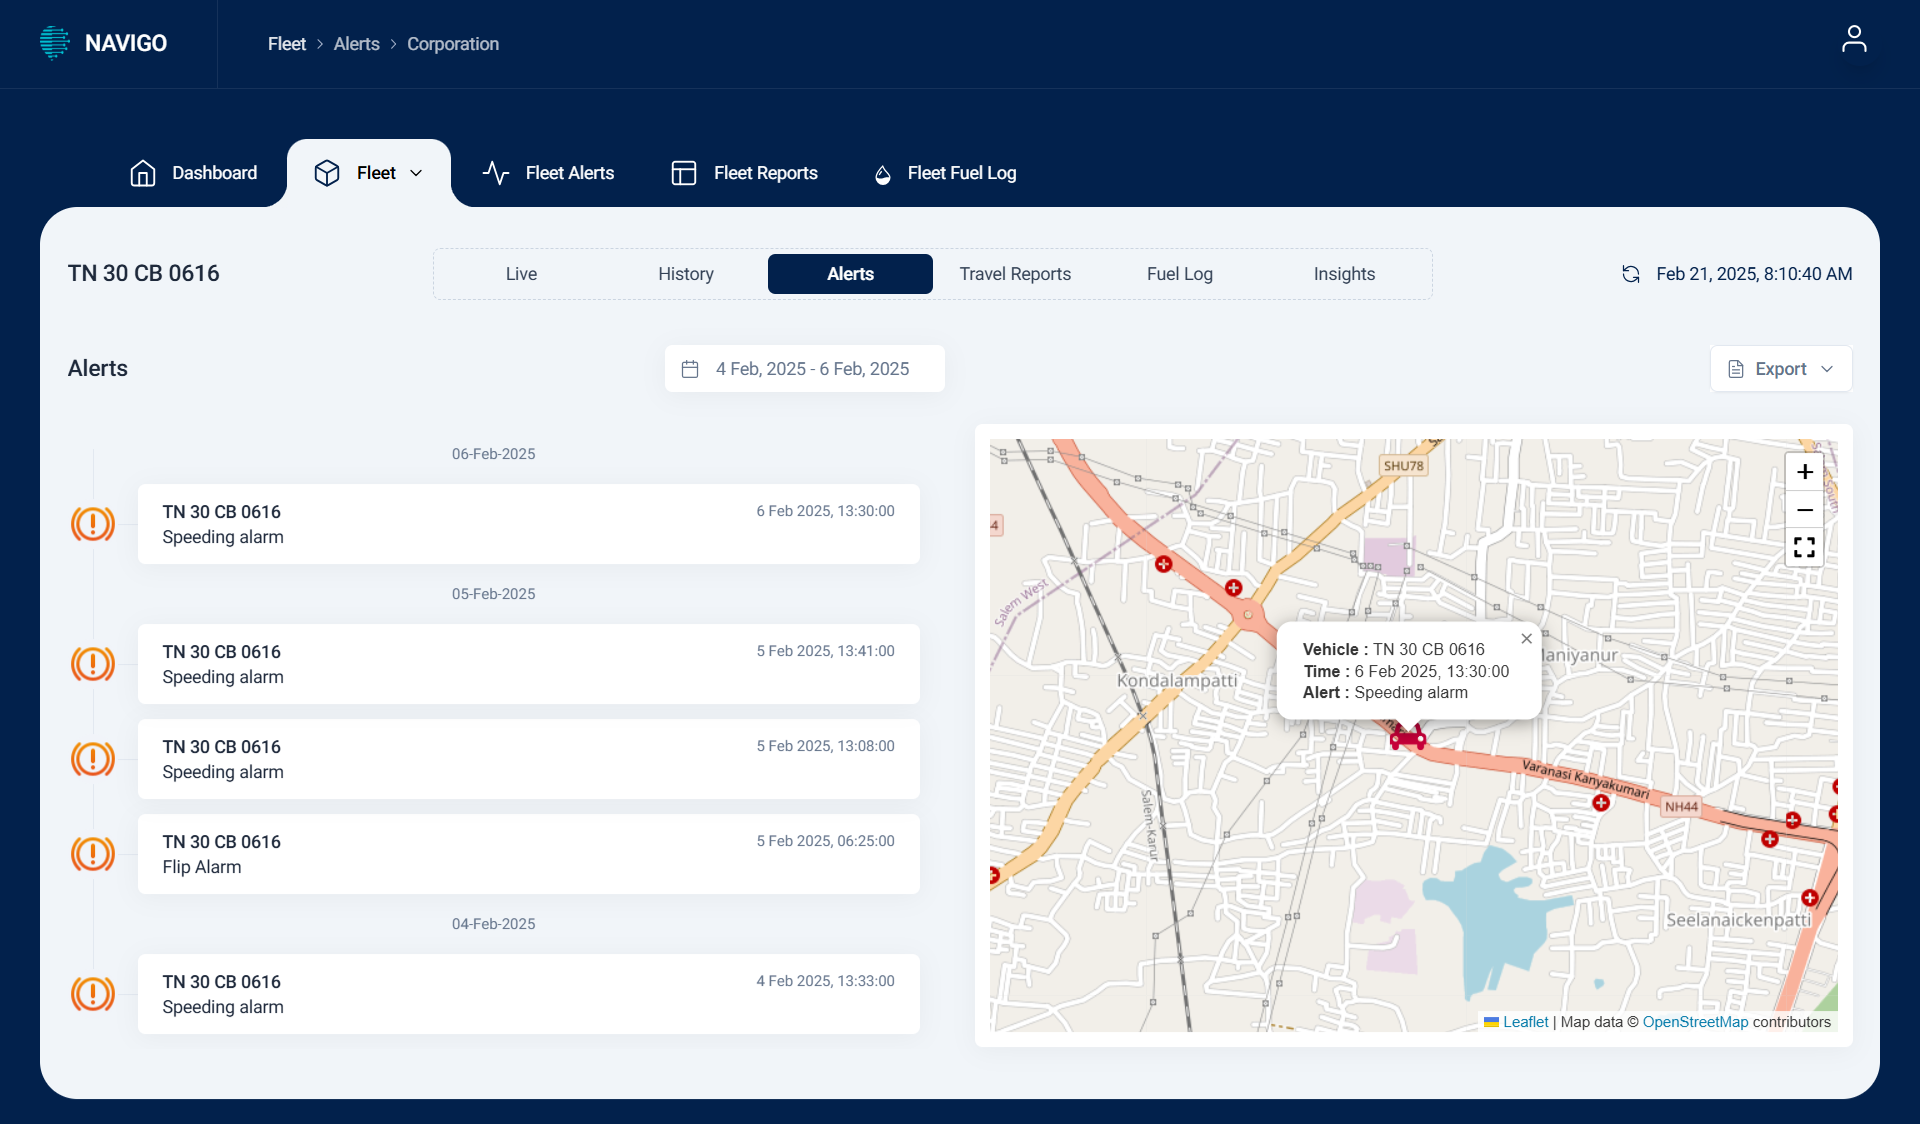 NAVIGO
Fleet > Alerts > Corporation
Dashboard
Fleet
Fleet Alerts
Fleet Reports
Fleet Fuel Log
TN 30 CB 0616
Live
History
Alerts
Travel Reports
Fuel Log
Insights
Feb 21, 2025, 8:10:40 AM
Alerts
4 Feb, 2025 - 6 Feb, 2025
Export
06-Feb-2025
TN 30 CB 0616
6 Feb 2025, 13:30:00
Speeding alarm
05-Feb-2025
TN 30 CB 0616
5 Feb 2025, 13:41:00
Speeding alarm
TN 30 CB 0616
5 Feb 2025, 13:08:00
Speeding alarm
TN 30 CB 0616
5 Feb 2025, 06:25:00
Flip Alarm
04-Feb-2025
TN 30 CB 0616
4 Feb 2025, 13:33:00
Speeding alarm
SHU78
+
−
4
Salem West
South
Vehicle : TN 30 CB 0616
Time : 6 Feb 2025, 13:30:00
Alert : Speeding alarm
Maniyanur
Kondalampatti
Varanasi Kanyakumari
NH44
Salem-Karur
Seelanaickenpatti
Leaflet | Map data © OpenStreetMap contributors